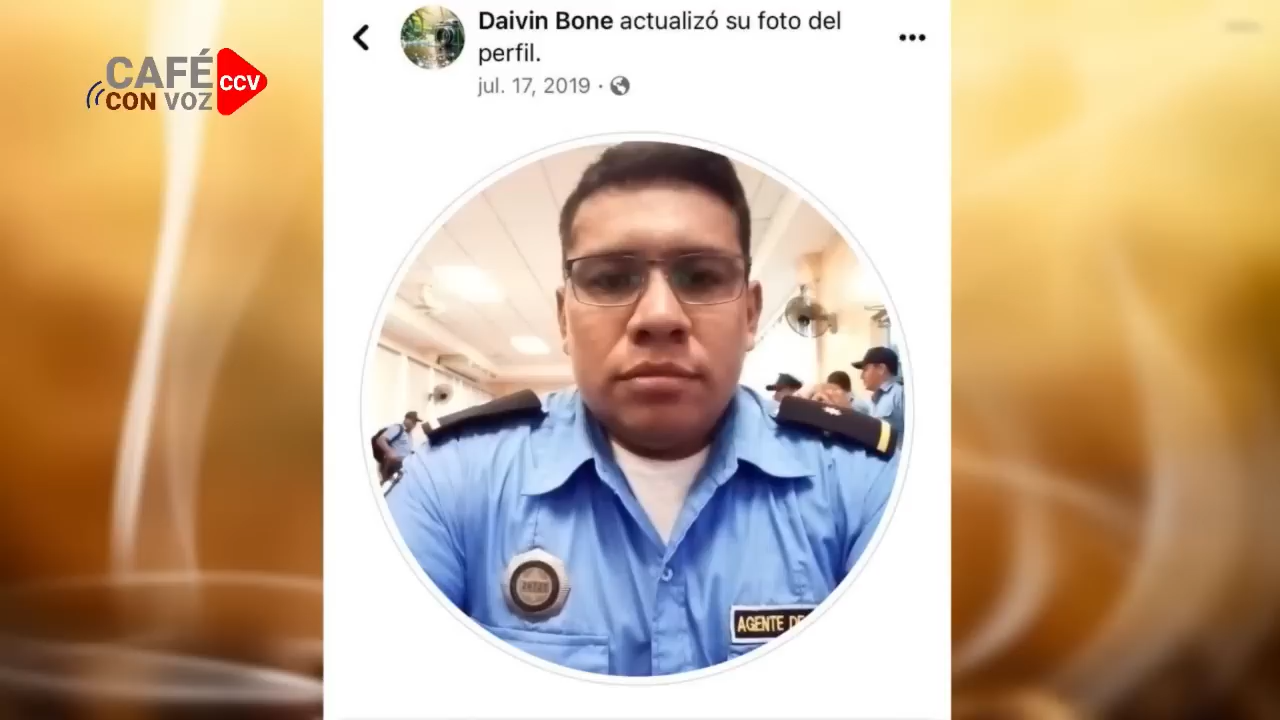 CAFÉ
CON VOZ
CCV
Daivin Bone actualizó su foto del
perfil.
jul. 17, 2019 ·
AGENTE DE